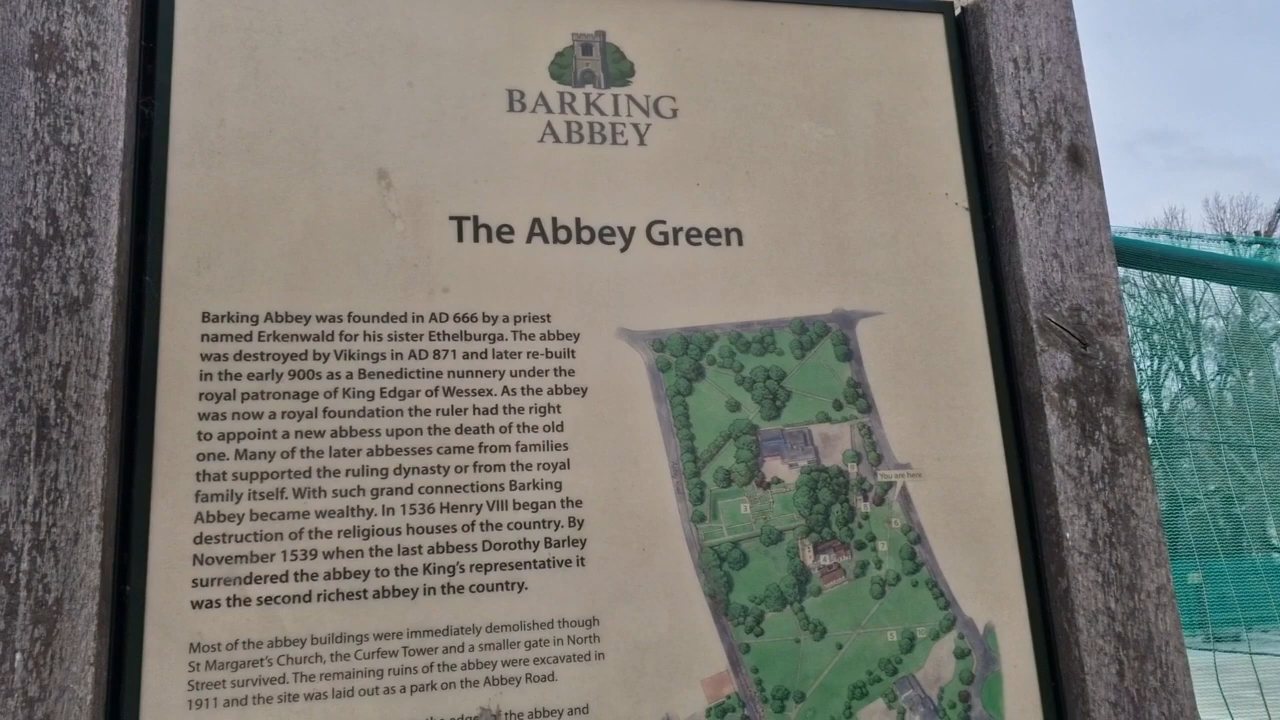 BARKING
ABBEY
The Abbey Green
Barking Abbey was founded in AD 666 by a priest
named Erkenwald for his sister Ethelburga. The abbey
was destroyed by Vikings in AD 871 and later re-built
in the early 900s as a Benedictine nunnery under the
royal patronage of King Edgar of Wessex. As the abbey
was now a royal foundation the ruler had the right
to appoint a new abbess upon the death of the old
one. Many of the later abbesses came from families
that supported the ruling dynasty or from the royal
family itself. With such grand connections Barking
Abbey became wealthy. In 1536 Henry VIII began the
destruction of the religious houses of the country. By
November 1539 when the last abbess Dorothy Barley
surrendered the abbey to the King's representative it
was the second richest abbey in the country.
Most of the abbey buildings were immediately demolished though
St Margaret's Church, the Curfew Tower and a smaller gate in North
Street survived. The remaining ruins of the abbey were excavated in
1911 and the site was laid out as a park on the Abbey Road.
the abbey and
You are here
3
7
5
10